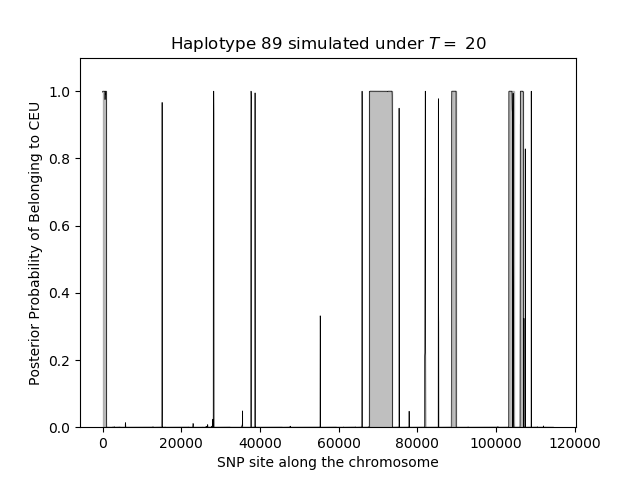 Haplotype 89 simulated under T = 20
Posterior Probability of Belonging to CEU
1.0
0.8
0.6
0.4
0.2
0.0
0 20000 40000 60000 80000 100000 120000
SNP site along the chromosome